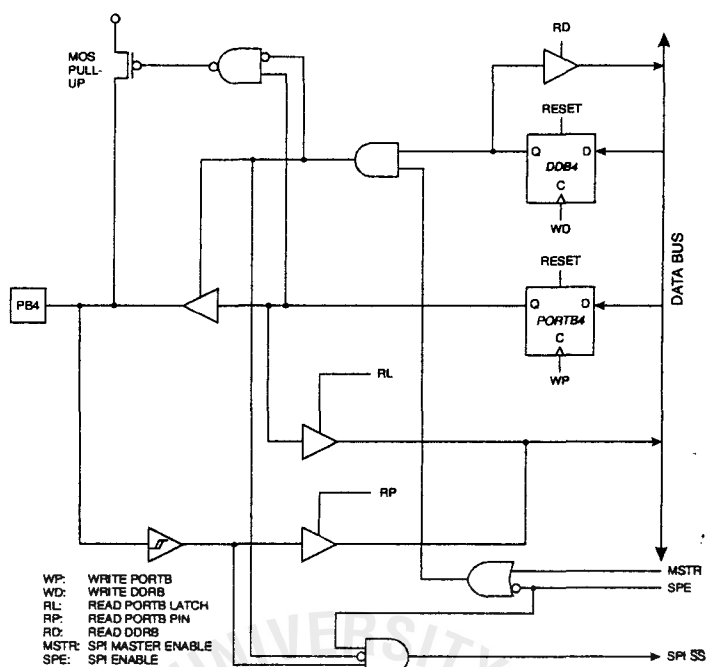 RD
MOS
PULL-
UP
RESET
Q D
DDB4
C
WD
DATA BUS
RESET
PB4
Q D
PORTB4
C
WP
RL
RP
MSTR
SPE
WP: WRITE PORTB
WD: WRITE DDRB
RL: READ PORTB LATCH
RP: READ PORTB PIN
RD: READ DDRB
MSTR: SPI MASTER ENABLE
SPE: SPI ENABLE
SPI S̅S̅
UNIVERSITY